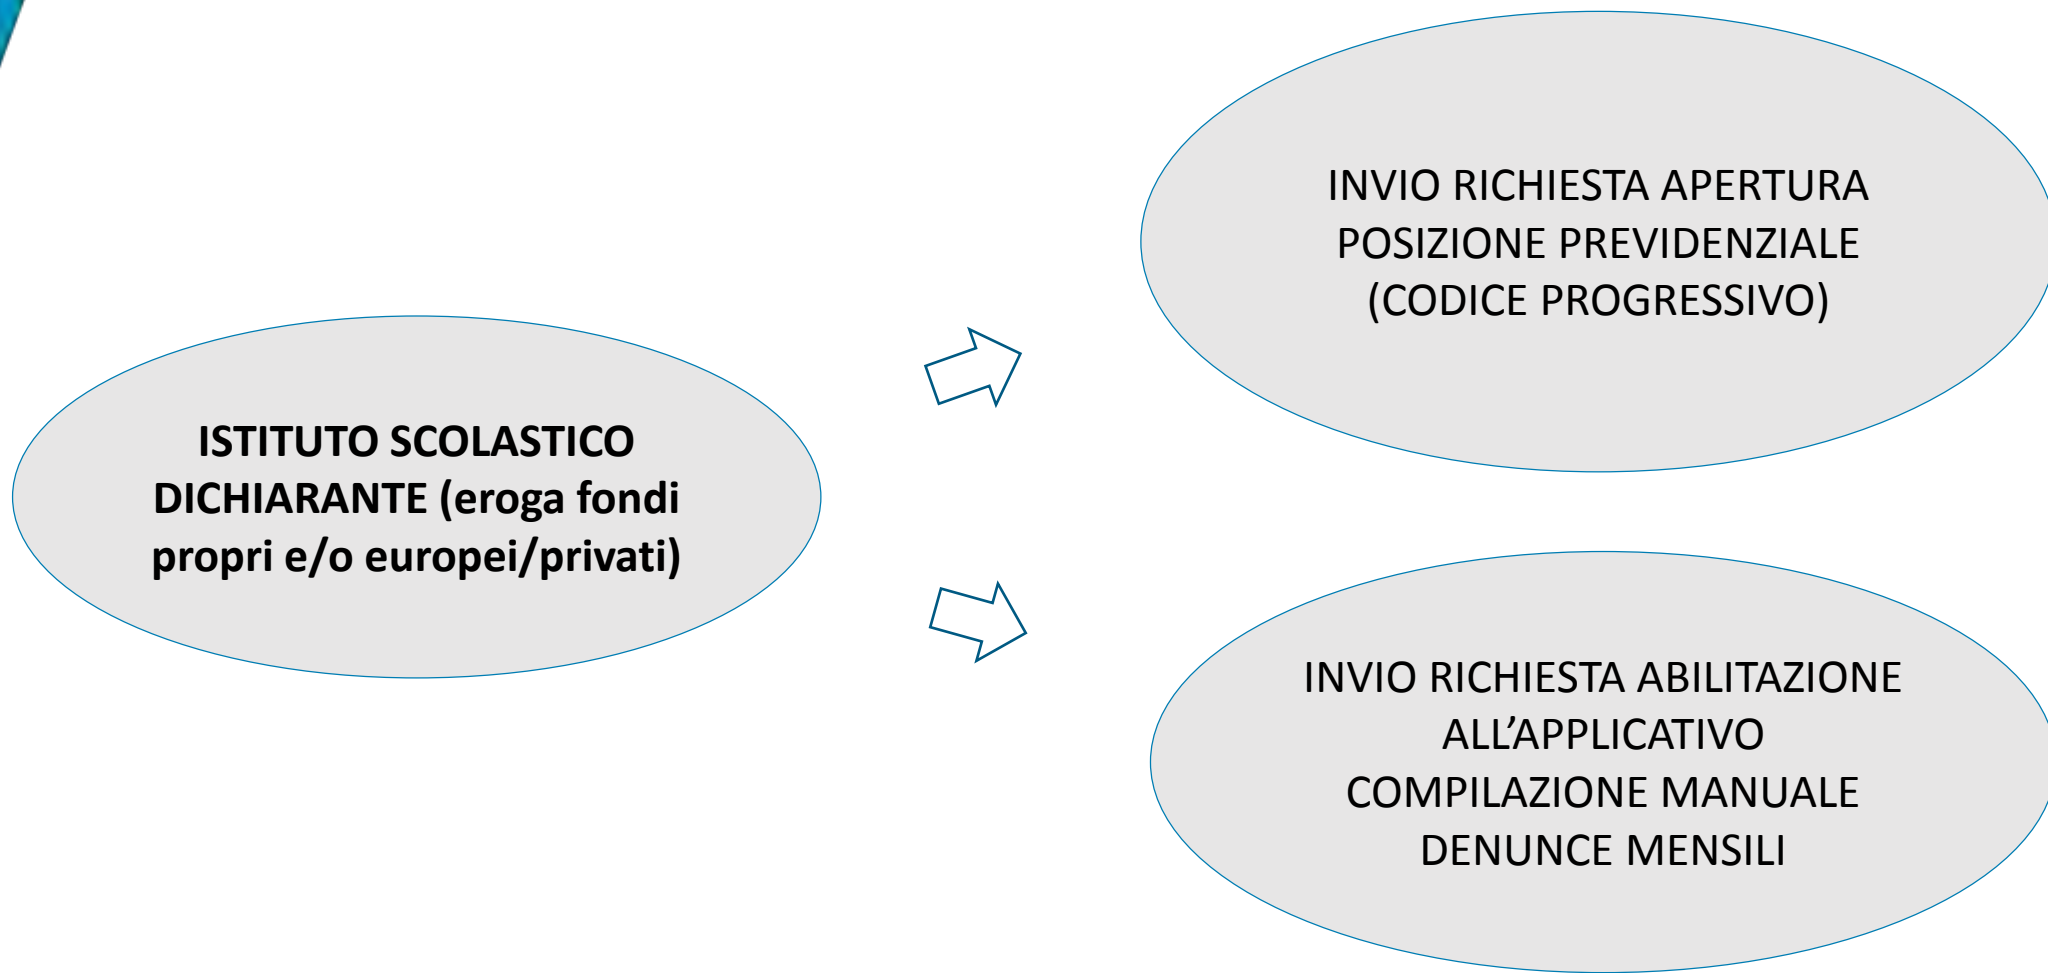 ISTITUTO SCOLASTICO
DICHIARANTE (eroga fondi
propri e/o europei/privati)
INVIO RICHIESTA APERTURA
POSIZIONE PREVIDENZIALE
(CODICE PROGRESSIVO)
INVIO RICHIESTA ABILITAZIONE
ALL’APPLICATIVO
COMPILAZIONE MANUALE
DENUNCE MENSILI